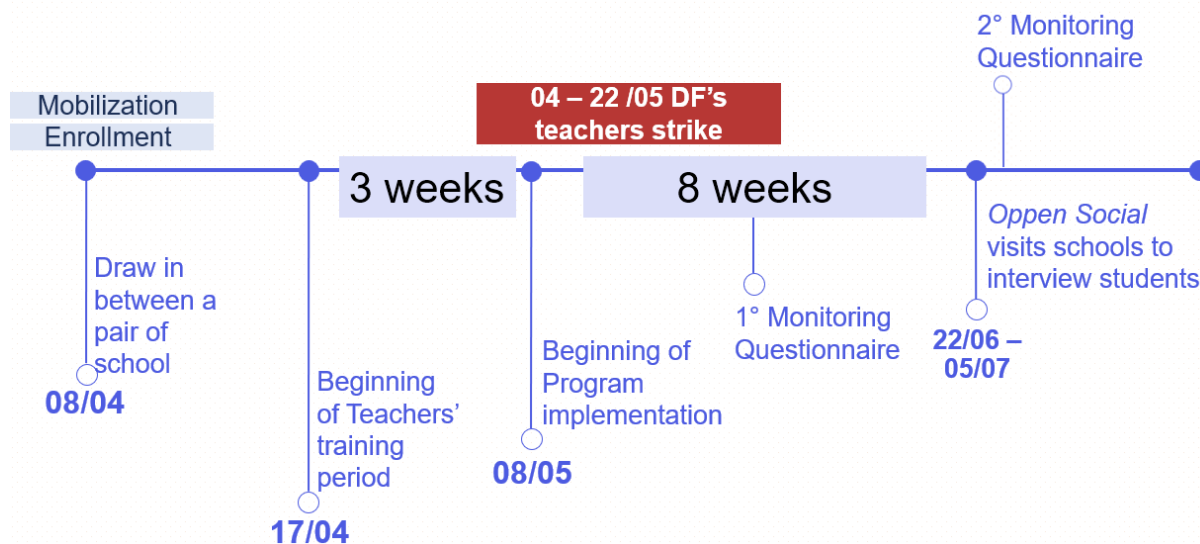 2° Monitoring
Questionnaire
Mobilization
Enrollment
04 – 22 /05 DF's
teachers strike
3 weeks
8 weeks
Draw in
between a
pair of
school
08/04
Beginning
of Teachers'
training
period
17/04
Beginning of
Program
implementation
08/05
1° Monitoring
Questionnaire
Oppen Social
visits schools to
interview students
22/06 –
05/07